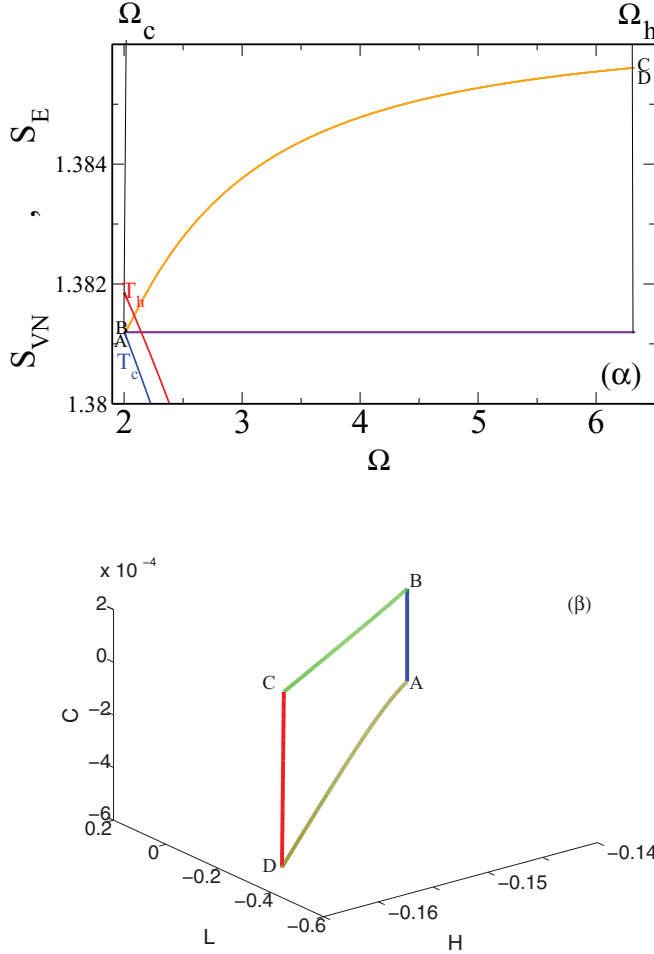 Ω_c Ω_h
S_VN , S_E
1.384
1.382
1.38
C
D
T_h
B
A
T_c
(α)
2 3 4 5 6
Ω
x 10^-4
B
(β)
2
0
C
A
-2
C
-4
-6
0.2
D
0
-0.2
-0.4
-0.6
-0.14
-0.15
-0.16
L
H